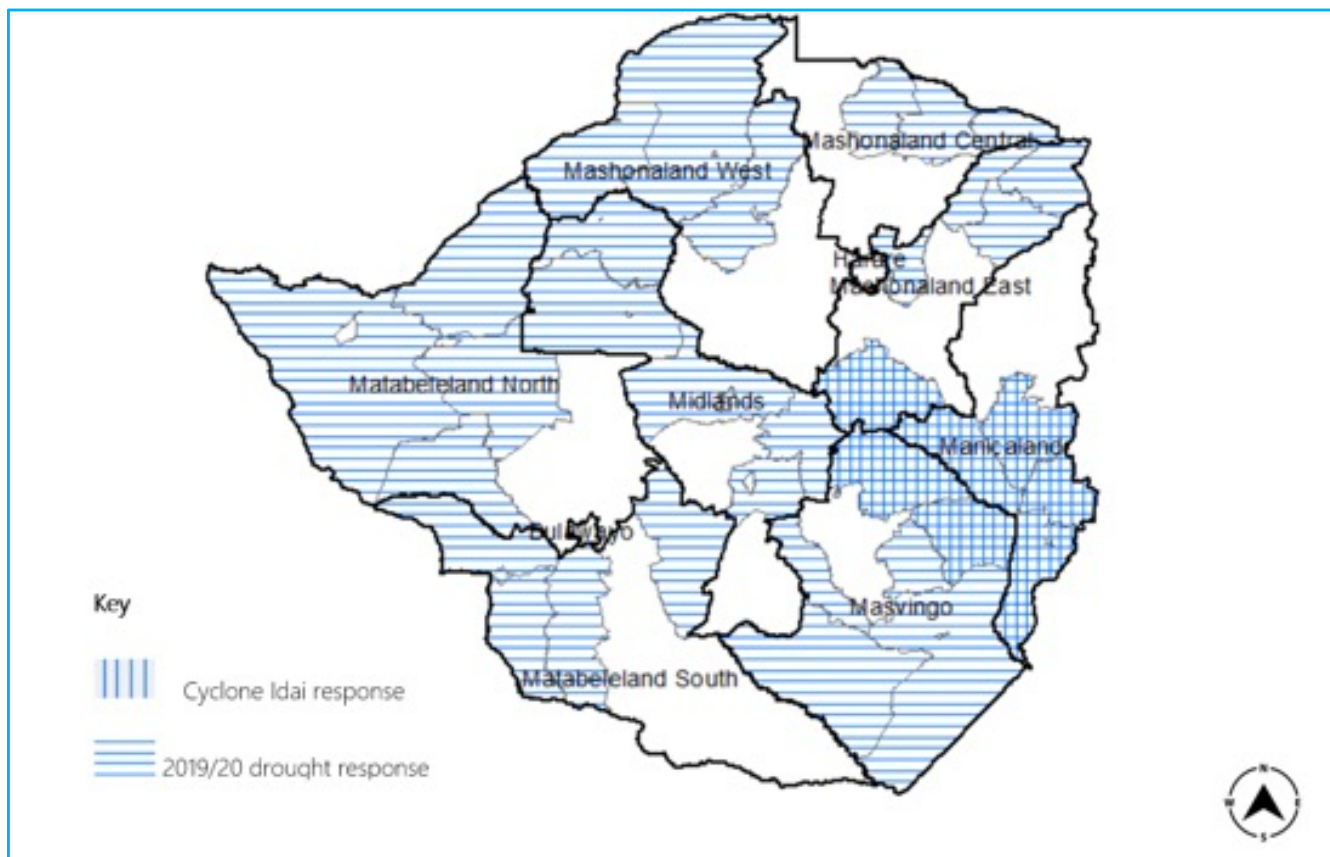 Mashonaland Central
Mashonaland West
Harare
Mashonaland East
Matabeleland North
Midlands
Manicaland
Bulawayo
Masvingo
Matabeleland South
Key
Cyclone Idai response
2019/20 drought response
N
W E
S